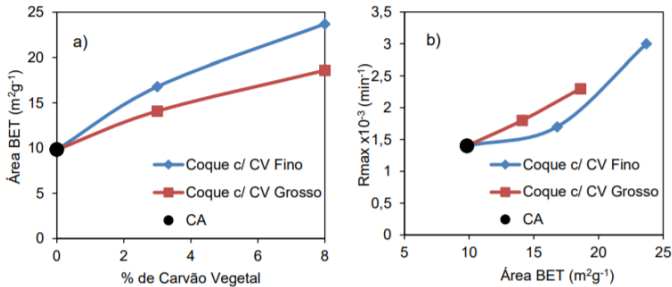 a)
Área BET (m²g-¹)
25
20
15
10
5
0
0 2 4 6 8
% de Carvão Vegetal
Coque c/ CV Fino
Coque c/ CV Grosso
CA
b)
Rmax x10-³ (min-¹)
3,5
3
2,5
2
1,5
1
0,5
0
5 10 15 20 25
Área BET (m²g-¹)
Coque c/ CV Fino
Coque c/ CV Grosso
CA